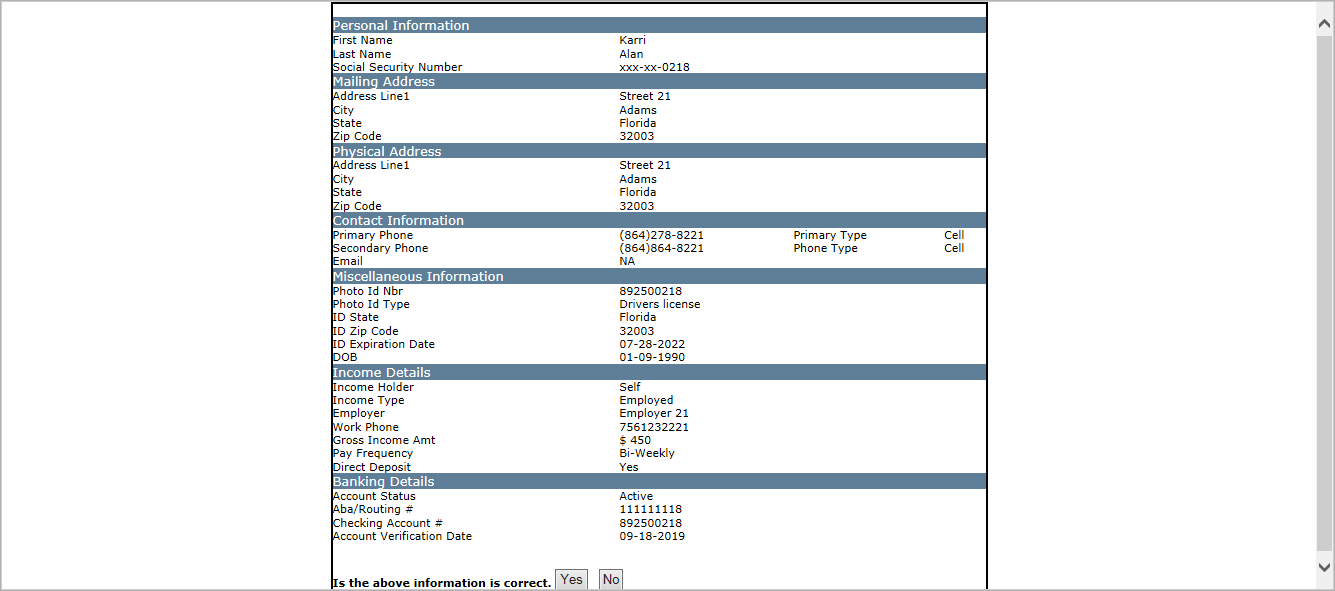 Personal Information
First Name Karri
Last Name Alan
Social Security Number xxx-xx-0218
Mailing Address
Address Line1 Street 21
City Adams
State Florida
Zip Code 32003
Physical Address
Address Line1 Street 21
City Adams
State Florida
Zip Code 32003
Contact Information
Primary Phone (864)278-8221 Primary Type Cell
Secondary Phone (864)864-8221 Phone Type Cell
Email NA
Miscellaneous Information
Photo Id Nbr 892500218
Photo Id Type Drivers license
ID State Florida
ID Zip Code 32003
ID Expiration Date 07-28-2022
DOB 01-09-1990
Income Details
Income Holder Self
Income Type Employed
Employer Employer 21
Work Phone 7561232221
Gross Income Amt $ 450
Pay Frequency Bi-Weekly
Direct Deposit Yes
Banking Details
Account Status Active
Aba/Routing # 111111118
Checking Account # 892500218
Account Verification Date 09-18-2019
Is the above information is correct. Yes No